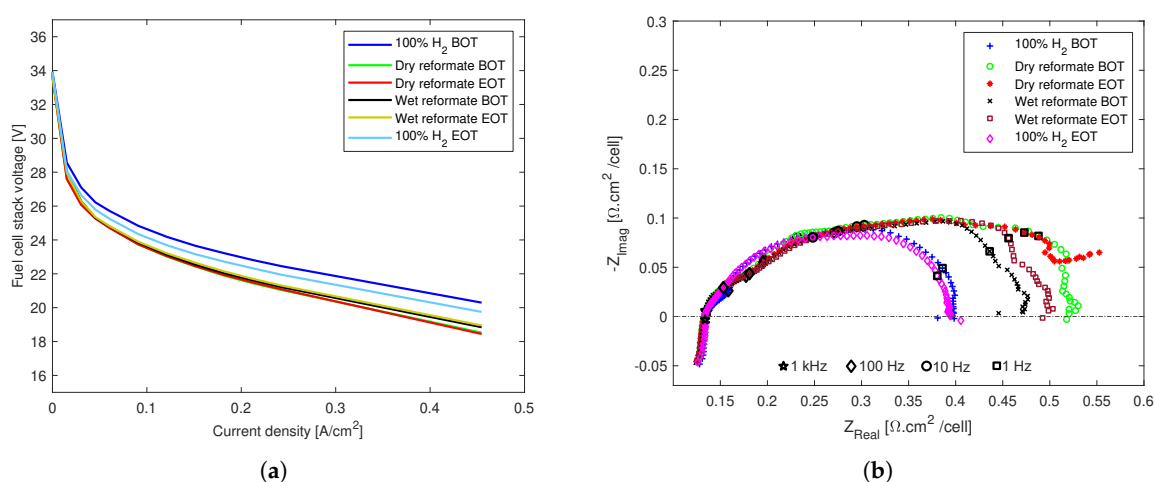 36
34
32
30
28
26
24
22
20
18
16
0
0.1
0.2
0.3
0.4
0.5
Fuel cell stack voltage [V]
Current density [A/cm²]
100% H₂ BOT
Dry reformate BOT
Dry reformate EOT
Wet reformate BOT
Wet reformate EOT
100% H₂ EOT
(a)
0.3
0.25
0.2
0.15
0.1
0.05
0
-0.05
-Z_Imag [Ω.cm² /cell]
100% H₂ BOT
Dry reformate BOT
Dry reformate EOT
Wet reformate BOT
Wet reformate EOT
100% H₂ EOT
1 kHz
100 Hz
10 Hz
1 Hz
0.15
0.2
0.25
0.3
0.35
0.4
0.45
0.5
0.55
0.6
Z_Real [Ω.cm² /cell]
(b)